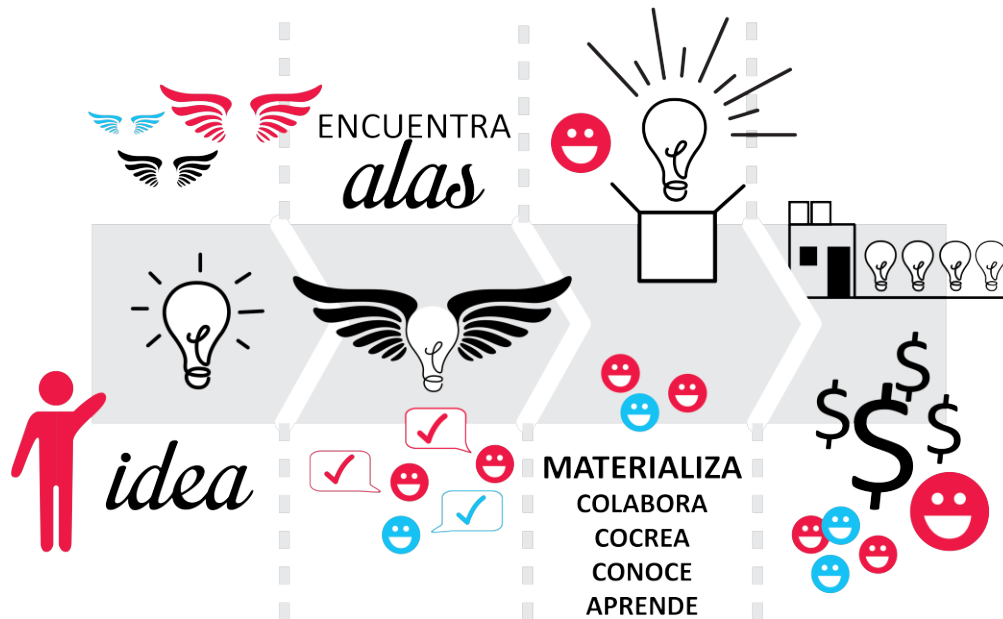 idea
ENCUENTRA
alas
MATERIALIZA
COLABORA
COCREA
CONOCE
APRENDE
$
$
$
$